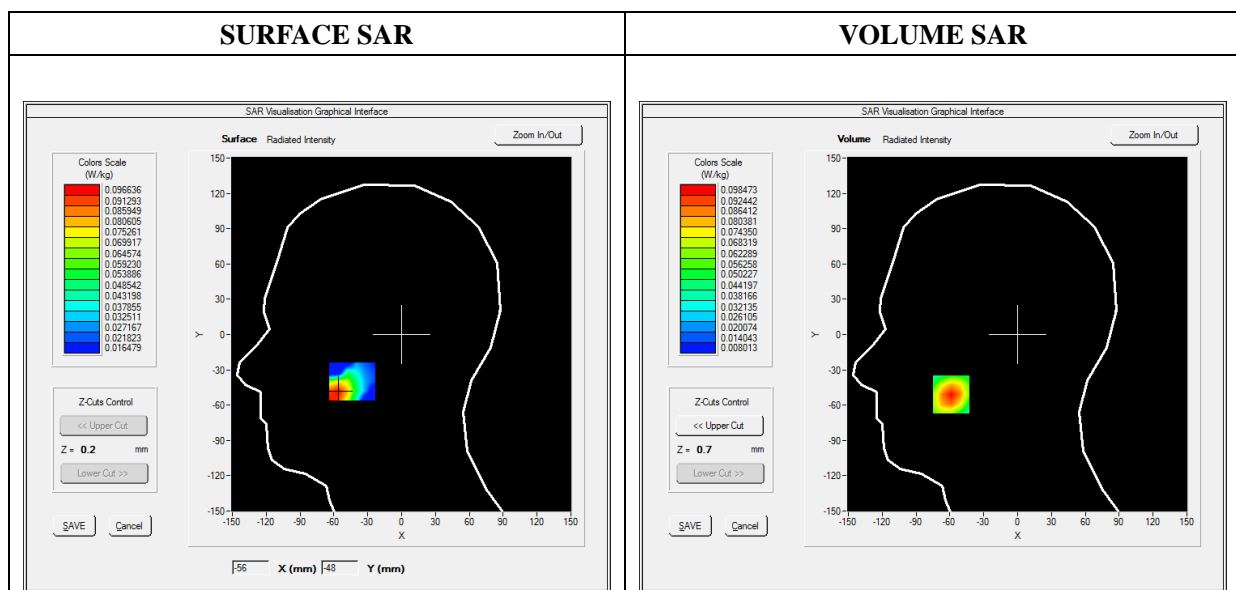 SURFACE SAR
VOLUME SAR
SAR Visualisation Graphical Interface
Surface Radiated Intensity
Zoom In/Out
Colors Scale
(W/kg)
0.096636
0.091293
0.085949
0.080605
0.075261
0.069917
0.064574
0.059230
0.053886
0.048542
0.043198
0.037855
0.032511
0.027167
0.021823
0.016479
Z-Cuts Control
<< Upper Cut
Z = 0.2 mm
Lower Cut >>
SAVE Cancel
150
120
90
60
30
0
-30
-60
-90
-120
-150
Y
-150 -120 -90 -60 -30 0 30 60 90 120 150
X
-56 X (mm) -48 Y (mm)
SAR Visualisation Graphical Interface
Volume Radiated Intensity
Zoom In/Out
Colors Scale
(W/kg)
0.098473
0.092442
0.086412
0.080381
0.074350
0.068319
0.062289
0.056258
0.050227
0.044197
0.038166
0.032135
0.026105
0.020074
0.014043
0.008013
Z-Cuts Control
<< Upper Cut
Z = 0.7 mm
Lower Cut >>
SAVE Cancel
150
120
90
60
30
0
-30
-60
-90
-120
-150
Y
-150 -120 -90 -60 -30 0 30 60 90 120 150
X